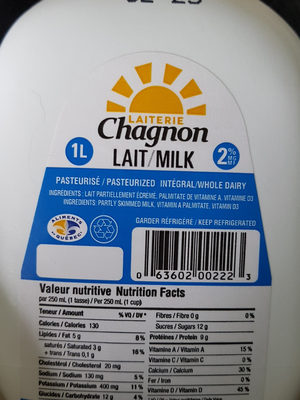 LAITERIE
Chagnon
1L
LAIT/MILK
2%
MG
MF
PASTEURISÉ / PASTEURIZED INTÉGRAL/WHOLE DAIRY
INGREDIENTS : LAIT PARTIELLEMENT ÉCRÉMÉ, PALMITATE DE VITAMINE A, VITAMINE D3
INGREDIENTS: PARTLY SKIMMED MILK, VITAMIN A PALMITATE, VITAMIN D3
ALIMENTS
du QUÉBEC
GARDER RÉFRIGÉRÉ / KEEP REFRIGERATED
0 63602 00222 3
Valeur nutritive Nutrition Facts
par 250 mL (1 tasse) / Per 250 mL (1 cup)
Teneur / Amount % VQ / DV*
Calories / Calories 130
Lipides / Fat 5 g 8 %
saturés / Saturated 3 g
+ trans / Trans 0,1 g 16 %
Cholestérol / Cholesterol 20 mg
Sodium / Sodium 130 mg 5 %
Potassium / Potassium 400 mg 11 %
Glucides / Carbohydrate 12 g 4 %
Fibres / Fibre 0 g 0 %
Sucres / Sugars 12 g
Protéines / Protein 9 g
Vitamine A / Vitamin A 15 %
Vitamine C / Vitamin C 0 %
Calcium / Calcium 30 %
Fer / Iron 0 %
Vitamine D / Vitamin D 45 %